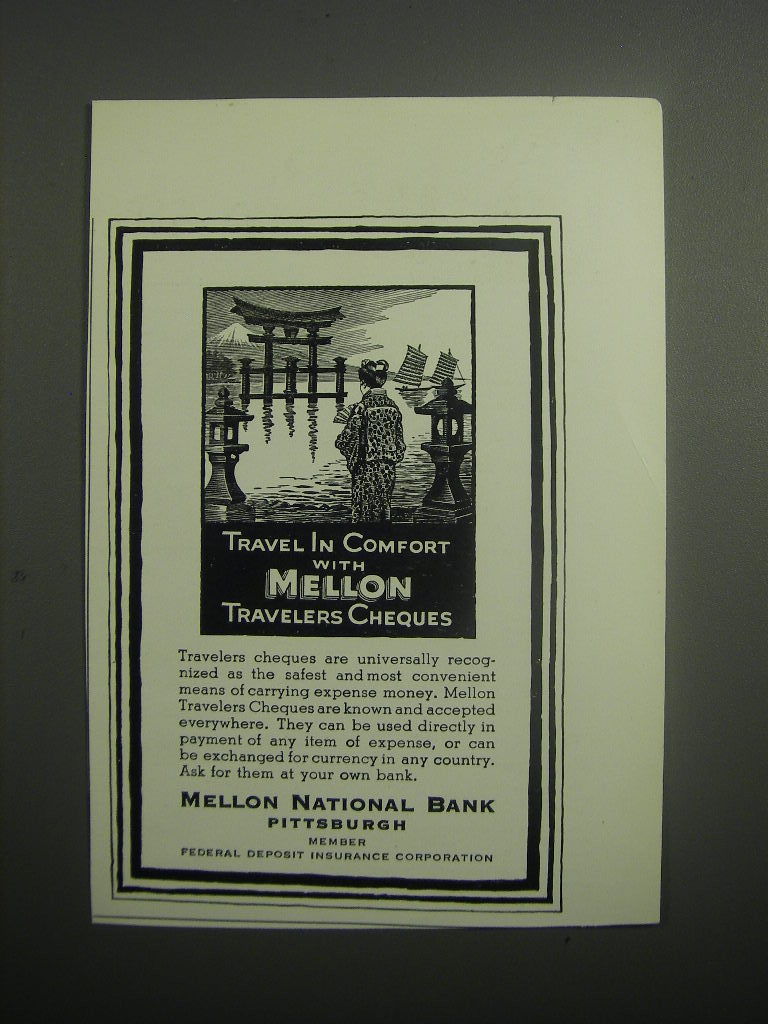 TRAVEL IN COMFORT
WITH
MELLON
TRAVELERS CHEQUES
Travelers cheques are universally recog-
nized as the safest and most convenient
means of carrying expense money. Mellon
Travelers Cheques are known and accepted
everywhere. They can be used directly in
payment of any item of expense, or can
be exchanged for currency in any country.
Ask for them at your own bank.
MELLON NATIONAL BANK
PITTSBURGH
MEMBER
FEDERAL DEPOSIT INSURANCE CORPORATION